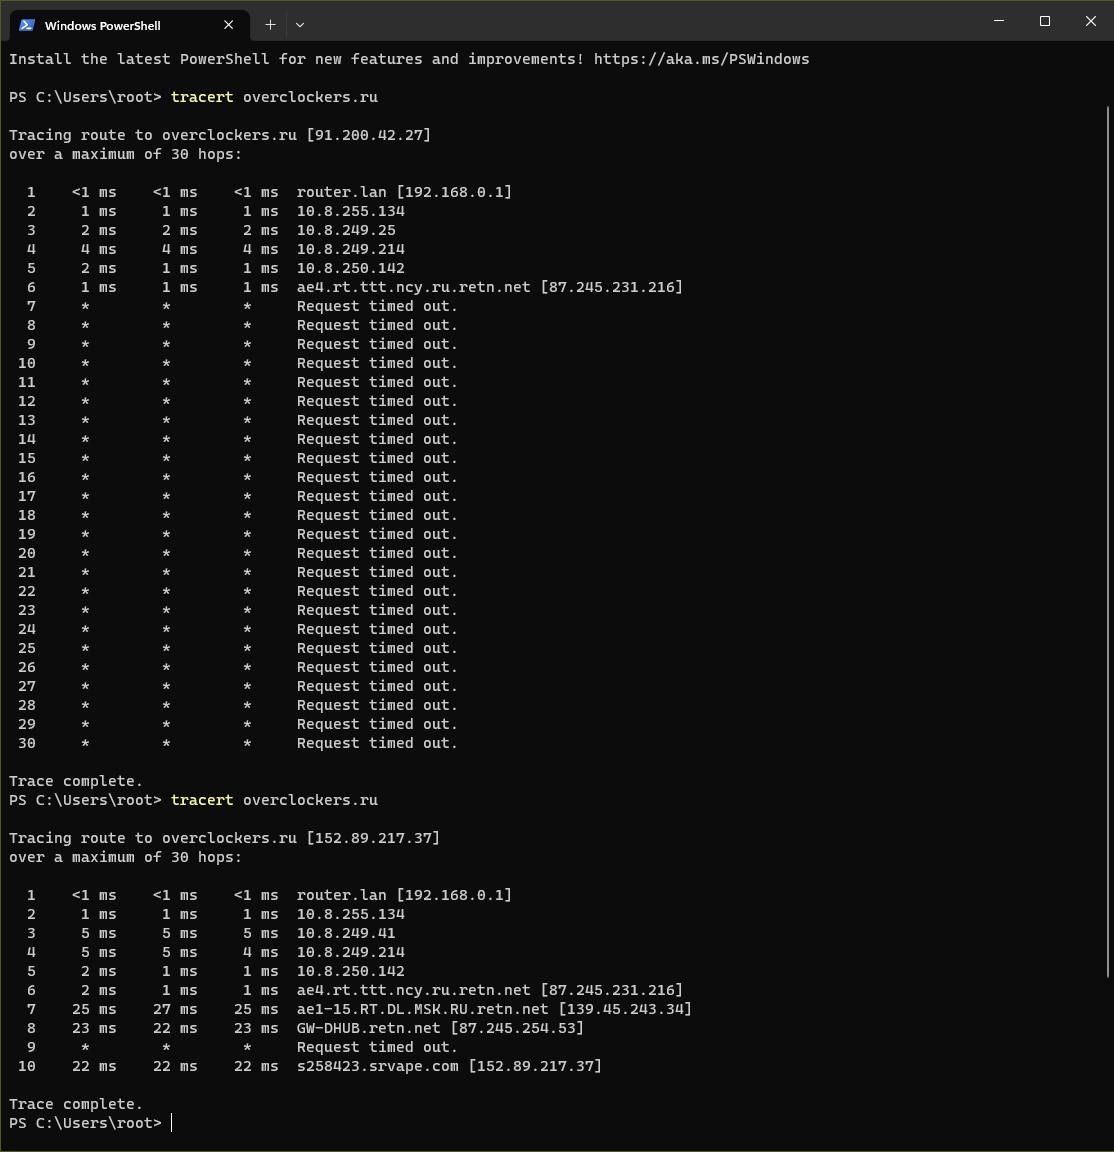 Windows PowerShell
Install the latest PowerShell for new features and improvements! https://aka.ms/PSWindows
PS C:\Users\root> tracert overclockers.ru
Tracing route to overclockers.ru [91.200.42.27]
over a maximum of 30 hops:
1 <1 ms <1 ms <1 ms router.lan [192.168.0.1]
2 1 ms 1 ms 1 ms 10.8.255.134
3 2 ms 2 ms 2 ms 10.8.249.25
4 4 ms 4 ms 4 ms 10.8.249.214
5 2 ms 1 ms 1 ms 10.8.250.142
6 1 ms 1 ms 1 ms ae4.rt.ttt.ncy.ru.retn.net [87.245.231.216]
7 * * * Request timed out.
8 * * * Request timed out.
9 * * * Request timed out.
10 * * * Request timed out.
11 * * * Request timed out.
12 * * * Request timed out.
13 * * * Request timed out.
14 * * * Request timed out.
15 * * * Request timed out.
16 * * * Request timed out.
17 * * * Request timed out.
18 * * * Request timed out.
19 * * * Request timed out.
20 * * * Request timed out.
21 * * * Request timed out.
22 * * * Request timed out.
23 * * * Request timed out.
24 * * * Request timed out.
25 * * * Request timed out.
26 * * * Request timed out.
27 * * * Request timed out.
28 * * * Request timed out.
29 * * * Request timed out.
30 * * * Request timed out.
Trace complete.
PS C:\Users\root> tracert overclockers.ru
Tracing route to overclockers.ru [152.89.217.37]
over a maximum of 30 hops:
1 <1 ms <1 ms <1 ms router.lan [192.168.0.1]
2 1 ms 1 ms 1 ms 10.8.255.134
3 5 ms 5 ms 5 ms 10.8.249.41
4 5 ms 5 ms 4 ms 10.8.249.214
5 2 ms 1 ms 1 ms 10.8.250.142
6 2 ms 1 ms 1 ms ae4.rt.ttt.ncy.ru.retn.net [87.245.231.216]
7 25 ms 27 ms 25 ms ae1-15.RT.DL.MSK.RU.retn.net [139.45.243.34]
8 23 ms 22 ms 23 ms GW-DHUB.retn.net [87.245.254.53]
9 * * * Request timed out.
10 22 ms 22 ms 22 ms s258423.srvape.com [152.89.217.37]
Trace complete.
PS C:\Users\root>